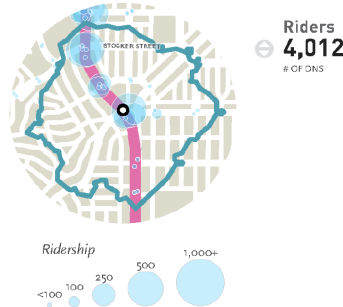 STOCKER STREET
Riders
4,012
# OF ONS
Ridership
<100 100 250 500 1,000+